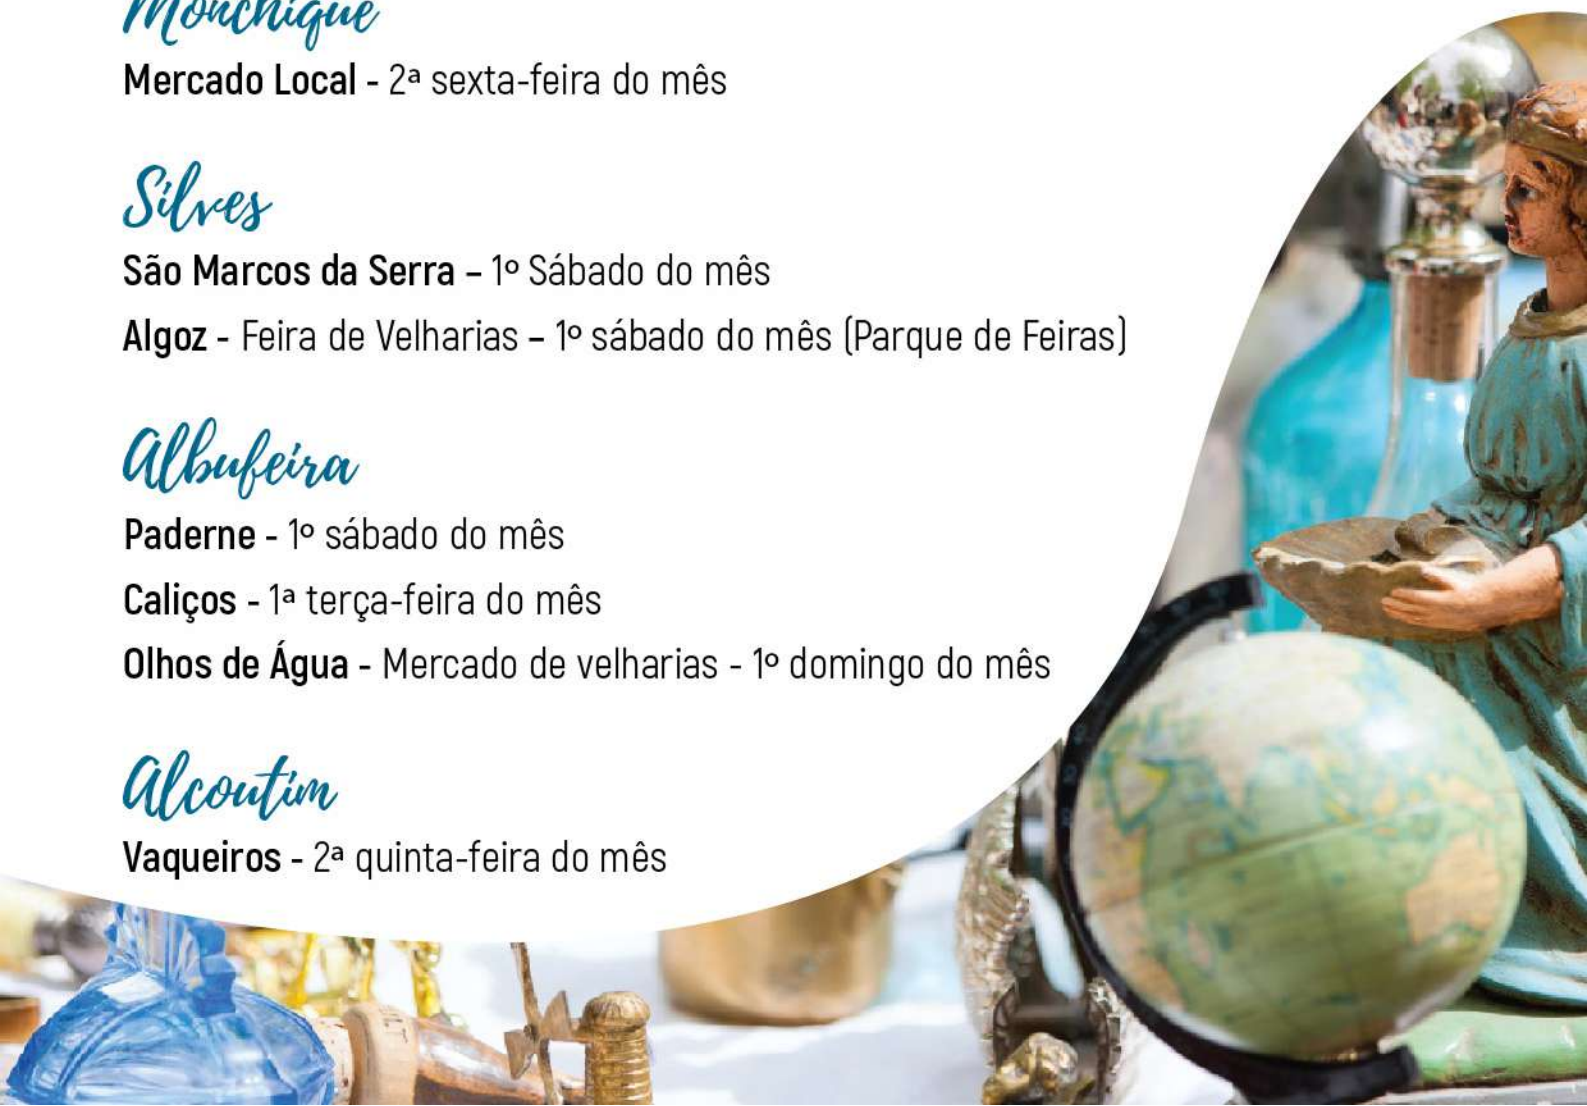 Monchique
Mercado Local - 2ª sexta-feira do mês
Silves
São Marcos da Serra – 1º Sábado do mês
Algoz - Feira de Velharias – 1º sábado do mês (Parque de Feiras)
Albufeira
Paderne - 1º sábado do mês
Caliços - 1ª terça-feira do mês
Olhos de Água - Mercado de velharias - 1º domingo do mês
Alcoutim
Vaqueiros - 2ª quinta-feira do mês